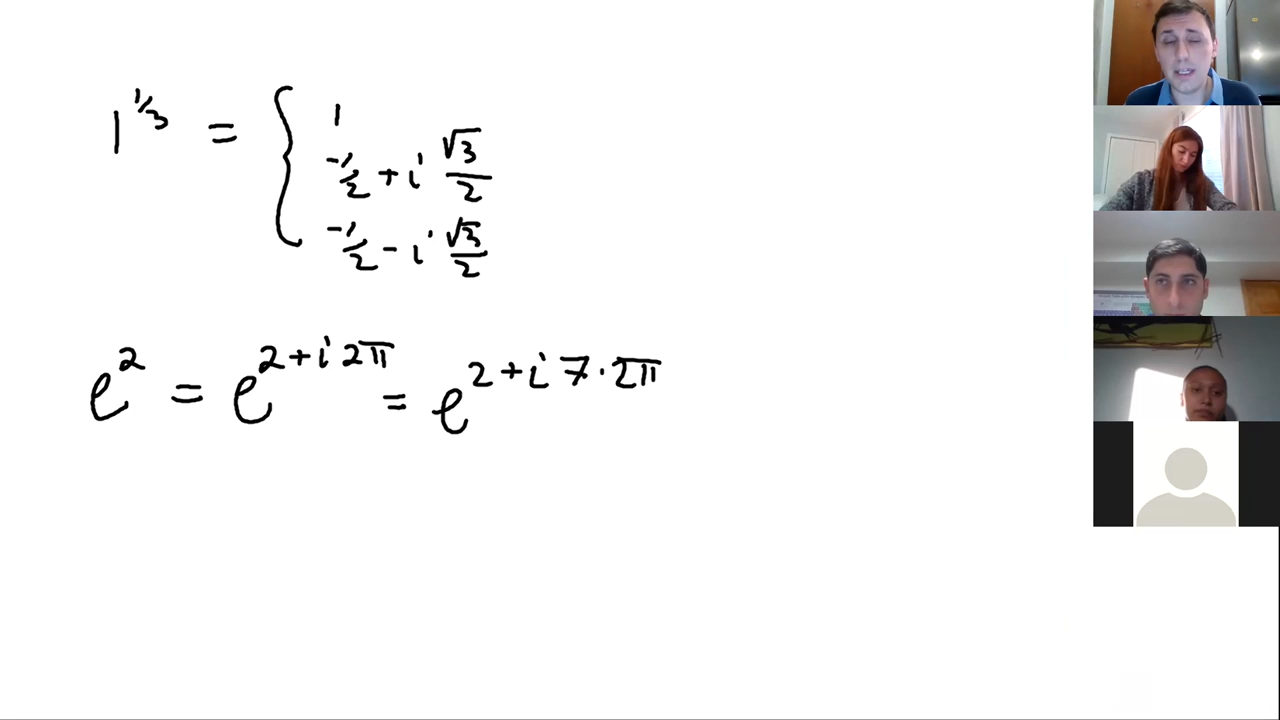 1^{1/3} = { 1
-1/2 + i √3/2
-1/2 - i √3/2
e^2 = e^{2+i2π} = e^{2+i7·2π}